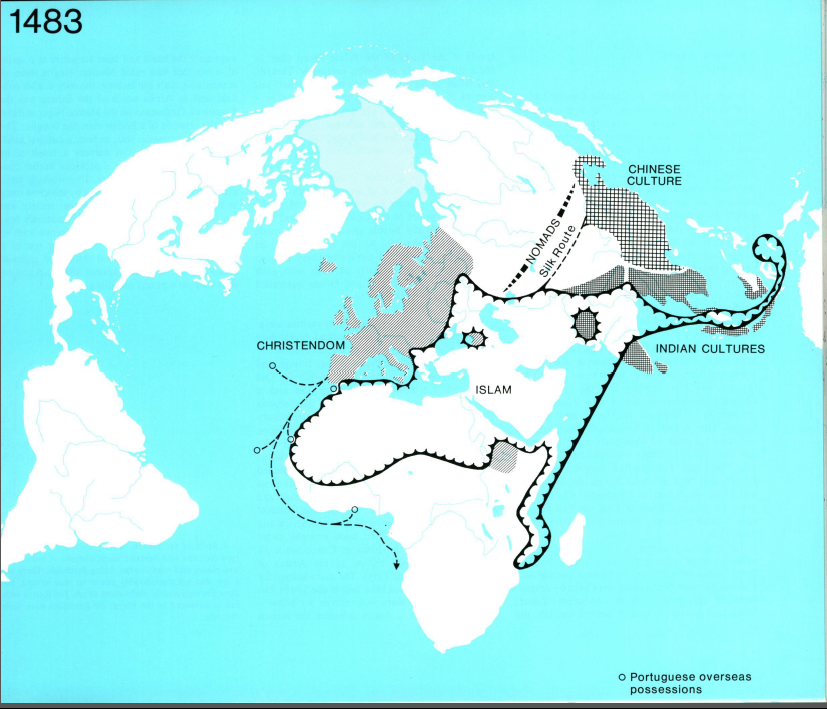 1483
CHINESE
CULTURE
NOMADS
Silk Route
CHRISTENDOM
INDIAN CULTURES
ISLAM
Portuguese overseas
possessions